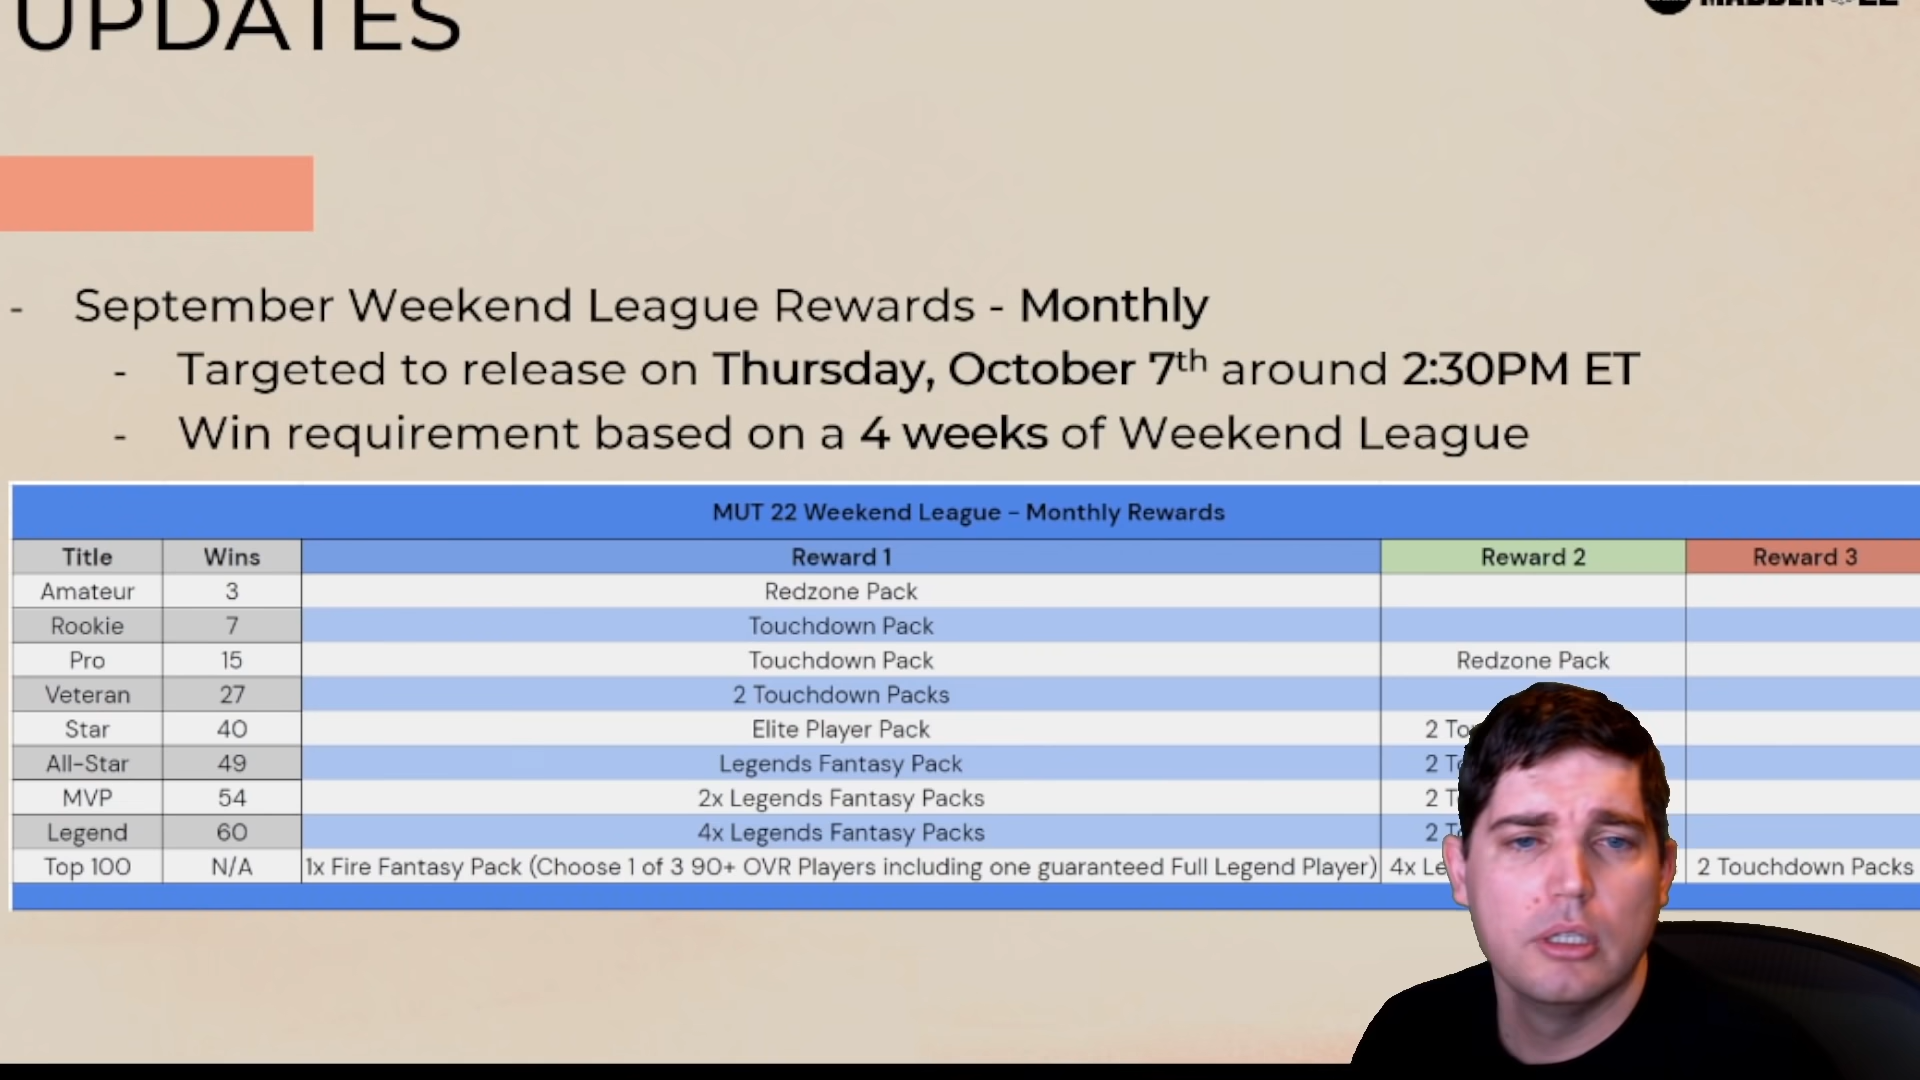 UPDATES
MADDEN 22
- September Weekend League Rewards - Monthly
- Targeted to release on Thursday, October 7th around 2:30PM ET
- Win requirement based on a 4 weeks of Weekend League
MUT 22 Weekend League - Monthly Rewards
Title Wins Reward 1 Reward 2 Reward 3
Amateur 3 Redzone Pack
Rookie 7 Touchdown Pack
Pro 15 Touchdown Pack Redzone Pack
Veteran 27 2 Touchdown Packs
Star 40 Elite Player Pack 2
All-Star 49 Legends Fantasy Pack 2
MVP 54 2x Legends Fantasy Packs 2
Legend 60 4x Legends Fantasy Packs 2
Top 100 N/A 1x Fire Fantasy Pack (Choose 1 of 3 90+ OVR Players including one guaranteed Full Legend Player) 4x 2 Touchdown Packs